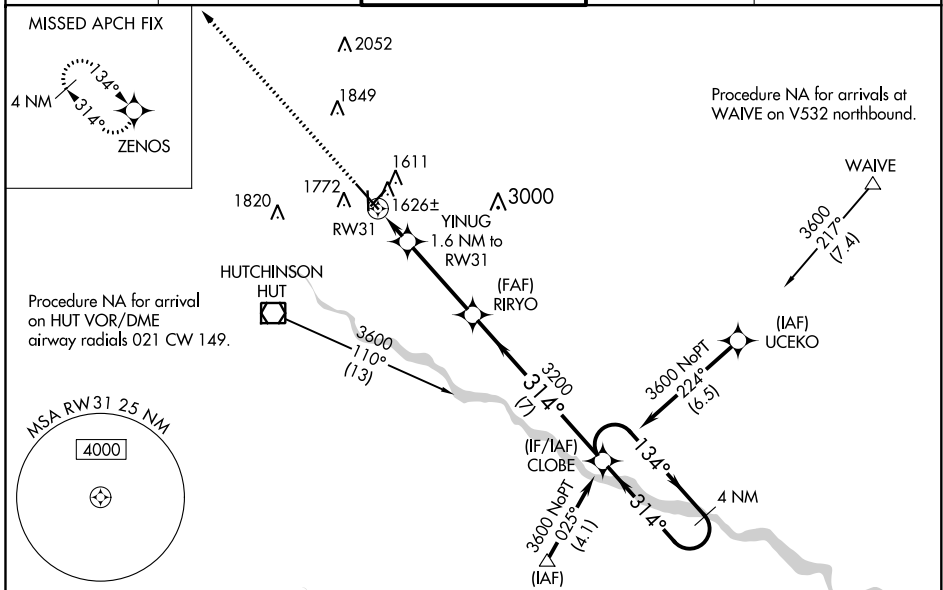 MISSED APCH FIX
134°
4 NM
314°
ZENOS
2052
1849
Procedure NA for arrivals at
WAIVE on V532 northbound.
WAIVE
3600
217°
(7.4)
1611
1772
1820
1626±
3000
RW31
YINUG
1.6 NM to
RW31
HUTCHINSON
HUT
(FAF)
RIRYO
Procedure NA for arrival
on HUT VOR/DME
airway radials 021 CW 149.
3600
110°
(13)
(IAF)
UCEKO
3600 NoPT
224°
(6.5)
3200
314°
(7)
MSA RW31 25 NM
4000
(IF/IAF)
CLOBE
134°
4 NM
314°
3600 NoPT
025°
(4.1)
(IAF)